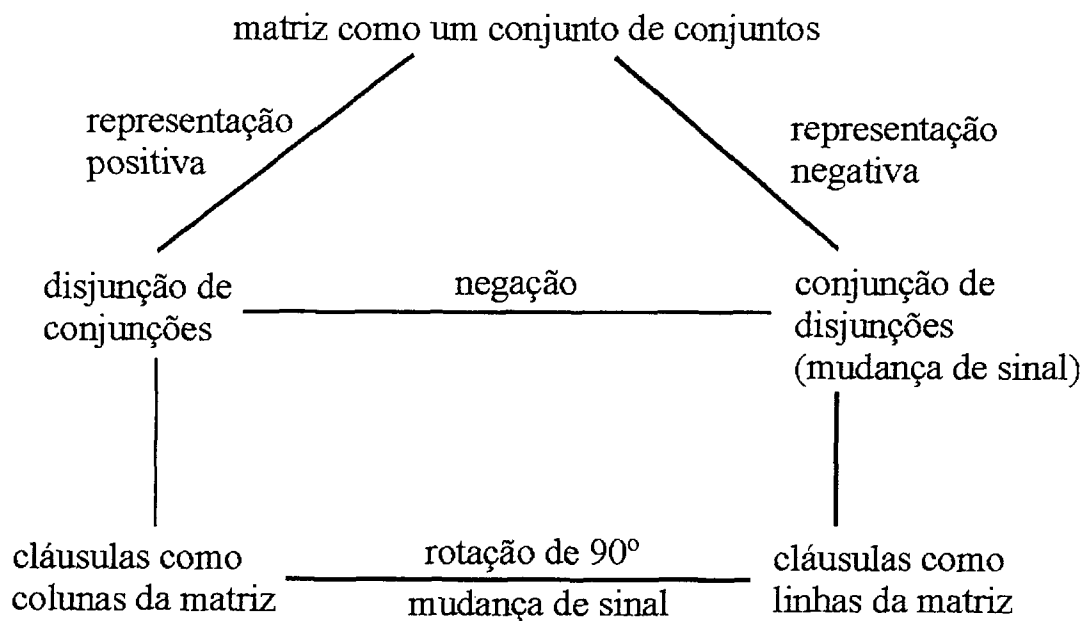 matriz como um conjunto de conjuntos
representação
positiva
representação
negativa
disjunção de
conjunções
negação
conjunção de
disjunções
(mudança de sinal)
cláusulas como
colunas da matriz
rotação de 90º
mudança de sinal
cláusulas como
linhas da matriz